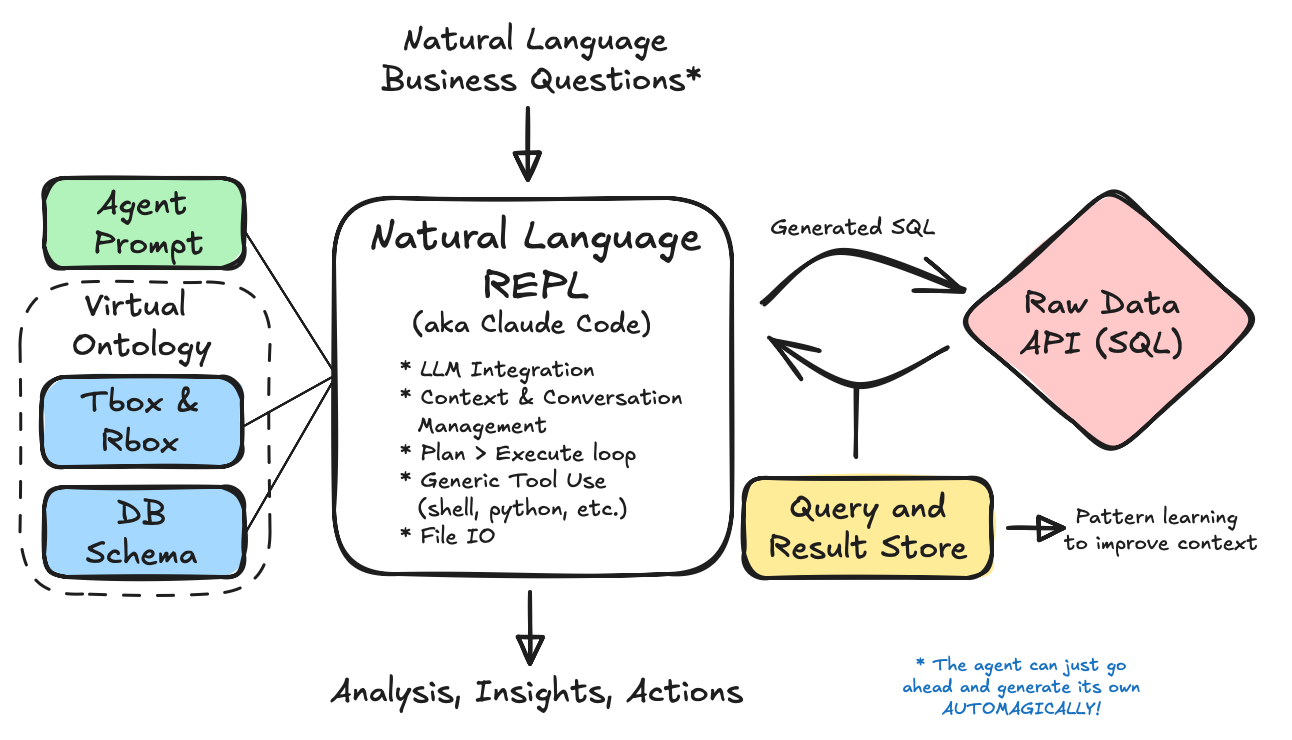 Natural Language
Business Questions*
Agent
Prompt
Virtual
Ontology
Tbox &
Rbox
DB
Schema
Natural Language
REPL
(aka Claude Code)
* LLM Integration
* Context & Conversation
Management
* Plan > Execute loop
* Generic Tool Use
(shell, python, etc.)
* File IO
Generated SQL
Raw Data
API (SQL)
Query and
Result Store
Pattern learning
to improve context
Analysis, Insights, Actions
* The agent can just go
ahead and generate its own
AUTOMAGICALLY!